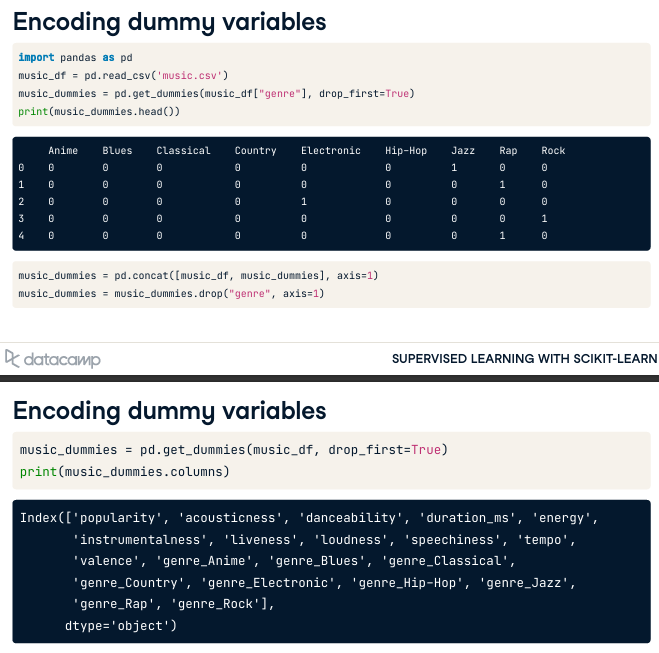 Encoding dummy variables
import pandas as pd
music_df = pd.read_csv('music.csv')
music_dummies = pd.get_dummies(music_df["genre"], drop_first=True)
print(music_dummies.head())
Anime Blues Classical Country Electronic Hip-Hop Jazz Rap Rock
0 0 0 0 0 0 0 1 0 0
1 0 0 0 0 0 0 0 1 0
2 0 0 0 0 1 0 0 0 0
3 0 0 0 0 0 0 0 0 1
4 0 0 0 0 0 0 0 1 0
music_dummies = pd.concat([music_df, music_dummies], axis=1)
music_dummies = music_dummies.drop("genre", axis=1)
datacamp SUPERVISED LEARNING WITH SCIKIT-LEARN
Encoding dummy variables
music_dummies = pd.get_dummies(music_df, drop_first=True)
print(music_dummies.columns)
Index(['popularity', 'acousticness', 'danceability', 'duration_ms', 'energy',
'instrumentalness', 'liveness', 'loudness', 'speechiness', 'tempo',
'valence', 'genre_Anime', 'genre_Blues', 'genre_Classical',
'genre_Country', 'genre_Electronic', 'genre_Hip-Hop', 'genre_Jazz',
'genre_Rap', 'genre_Rock'],
dtype='object')